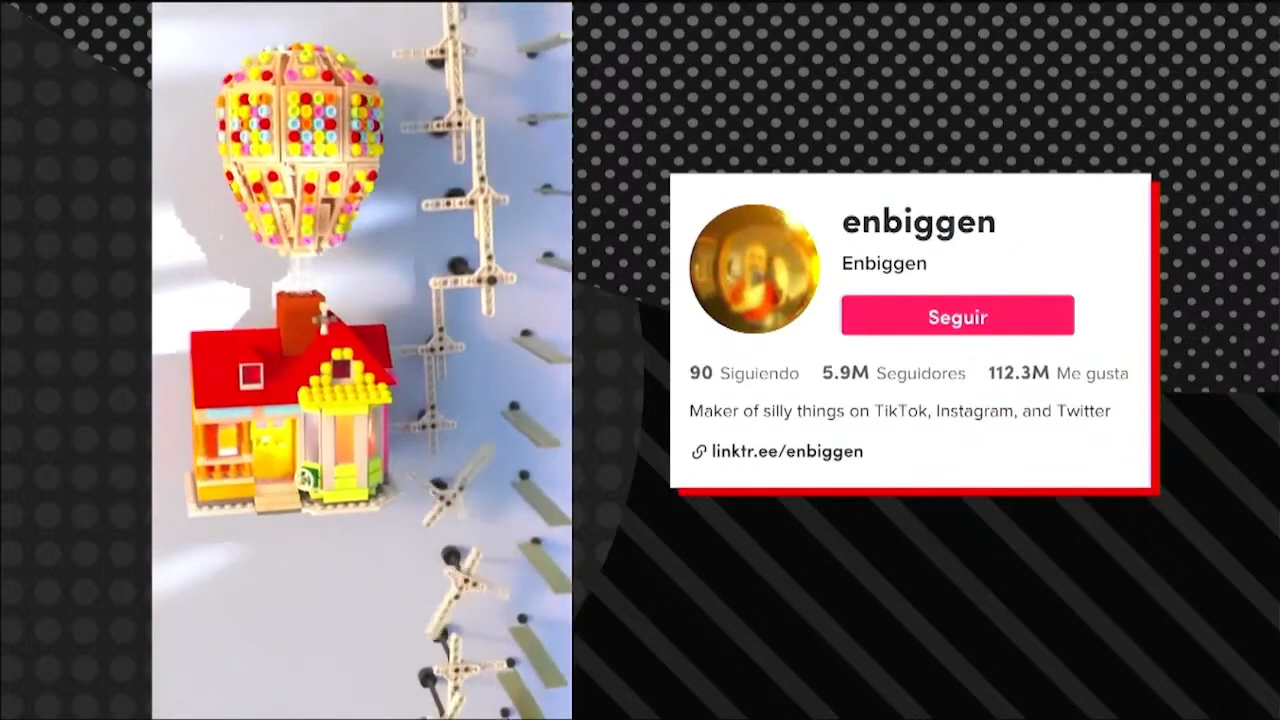 enbiggen
Enbiggen
Seguir
90 Siguiendo 5.9M Seguidores 112.3M Me gusta
Maker of silly things on TikTok, Instagram, and Twitter
linktr.ee/enbiggen